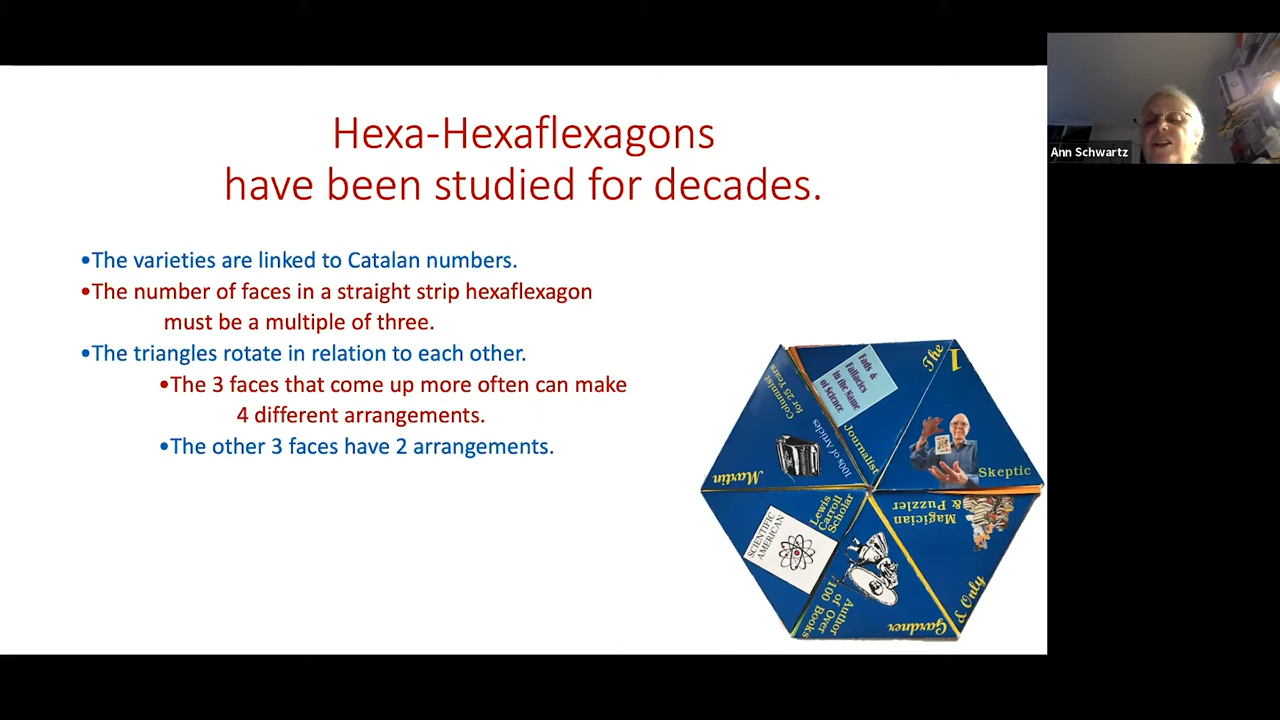 Hexa-Hexaflexagons
have been studied for decades.
•The varieties are linked to Catalan numbers.
•The number of faces in a straight strip hexaflexagon
must be a multiple of three.
•The triangles rotate in relation to each other.
•The 3 faces that come up more often can make
4 different arrangements.
•The other 3 faces have 2 arrangements.
Ann Schwartz
The 1
Fads &
Fallacies
in the Name
of Science
Journalist
Skeptic
Columnist
for 25 Years
100s of Articles
Martin
SCIENTIFIC
AMERICAN
Lewis
Carroll
Scholar
Author
of Over
100 Books
Gardner
& Only
Magician
& Puzzler